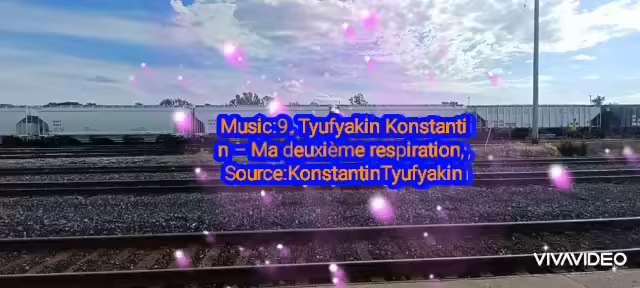 Music:9. Tyufyakin Konstanti
n – Ma deuxième respiration,
Source:KonstantinTyufyakin
VIVAVIDEO